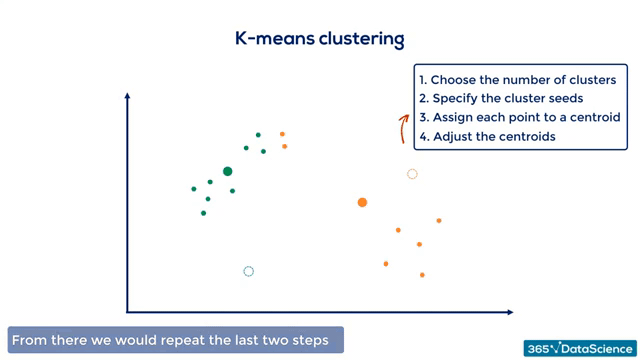 K-means clustering
1. Choose the number of clusters
2. Specify the cluster seeds
3. Assign each point to a centroid
4. Adjust the centroids
From there we would repeat the last two steps
365 DataScience